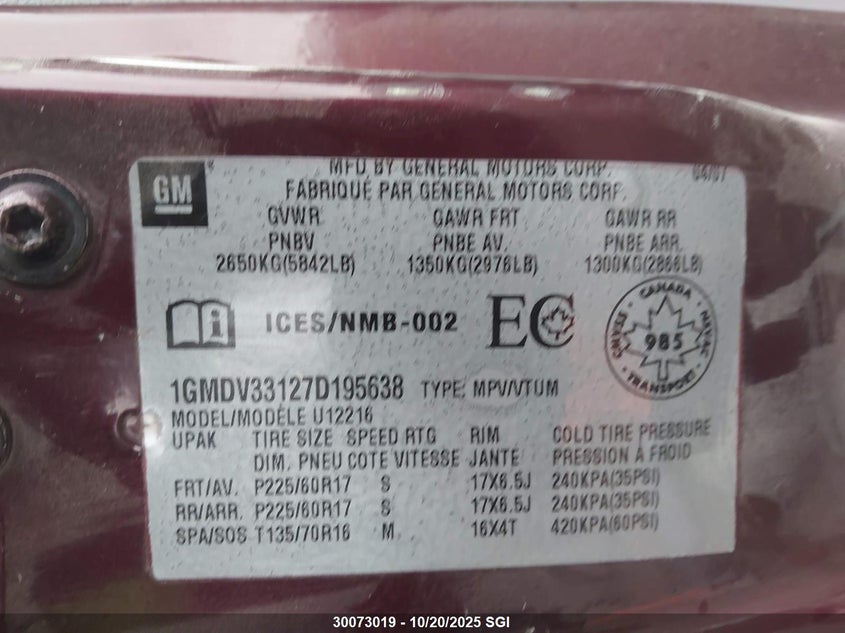 GM
MFD BY GENERAL MOTORS CORP. 04/07
FABRIQUÉ PAR GENERAL MOTORS CORP.
GVWR GAWR FRT GAWR RR
PNBV PNBE AV. PNBE ARR.
2650KG(5842LB) 1350KG(2976LB) 1300KG(2866LB)
i ICES/NMB-002 EC
CANADA
985
TRANSPORT
1GMDV33127D195638 TYPE: MPV/VTUM
MODEL/MODÈLE U12216
UPAK TIRE SIZE SPEED RTG RIM COLD TIRE PRESSURE
DIM. PNEU COTE VITESSE JANTE PRESSION À FROID
FRT/AV. P225/60R17 S 17X6.5J 240KPA(35PSI)
RR/ARR. P225/60R17 S 17X6.5J 240KPA(35PSI)
SPA/SOS T135/70R16 M 16X4T 420KPA(60PSI)
30073019 - 10/20/2025 SGI